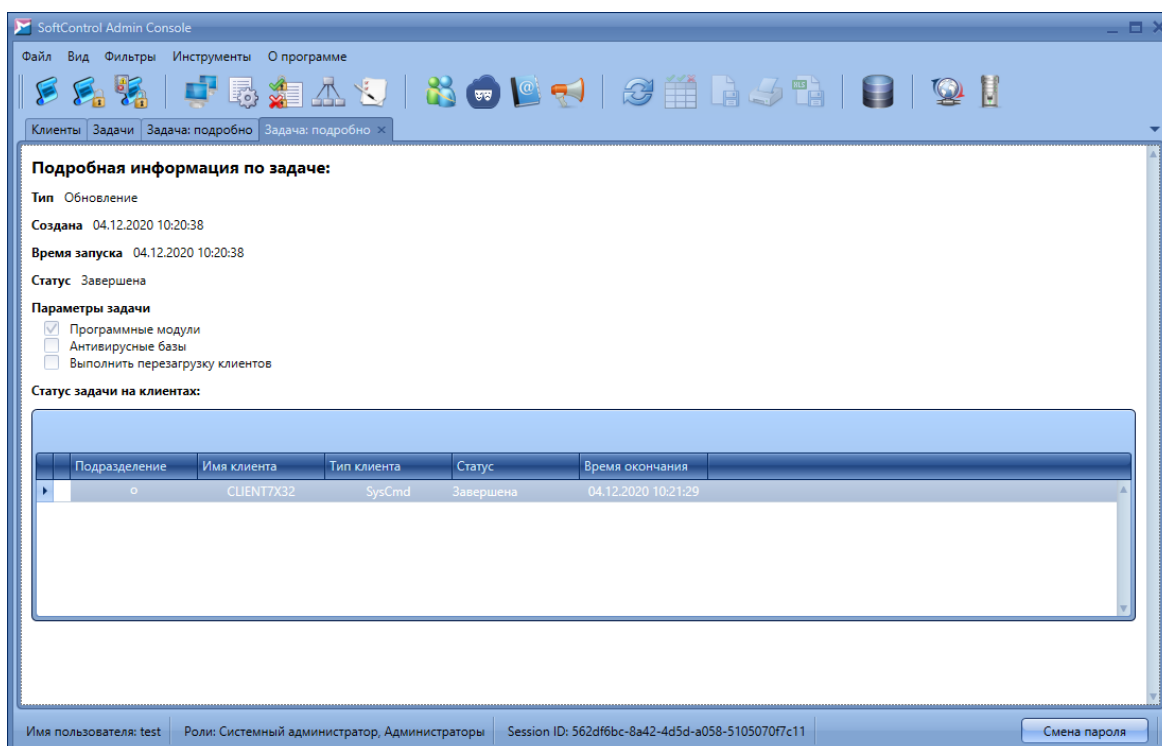 SoftControl Admin Console
Файл Вид Фильтры Инструменты О программе
Клиенты Задачи Задача: подробно Задача: подробно
Подробная информация по задаче:
Тип Обновление
Создана 04.12.2020 10:20:38
Время запуска 04.12.2020 10:20:38
Статус Завершена
Параметры задачи
Программные модули
Антивирусные базы
Выполнить перезагрузку клиентов
Статус задачи на клиентах:
Подразделение Имя клиента Тип клиента Статус Время окончания
o CLIENT7X32 SysCmd Завершена 04.12.2020 10:21:29
Имя пользователя: test Роли: Системный администратор, Администраторы Session ID: 562df6bc-8a42-4d5d-a058-5105070f7c11 Смена пароля